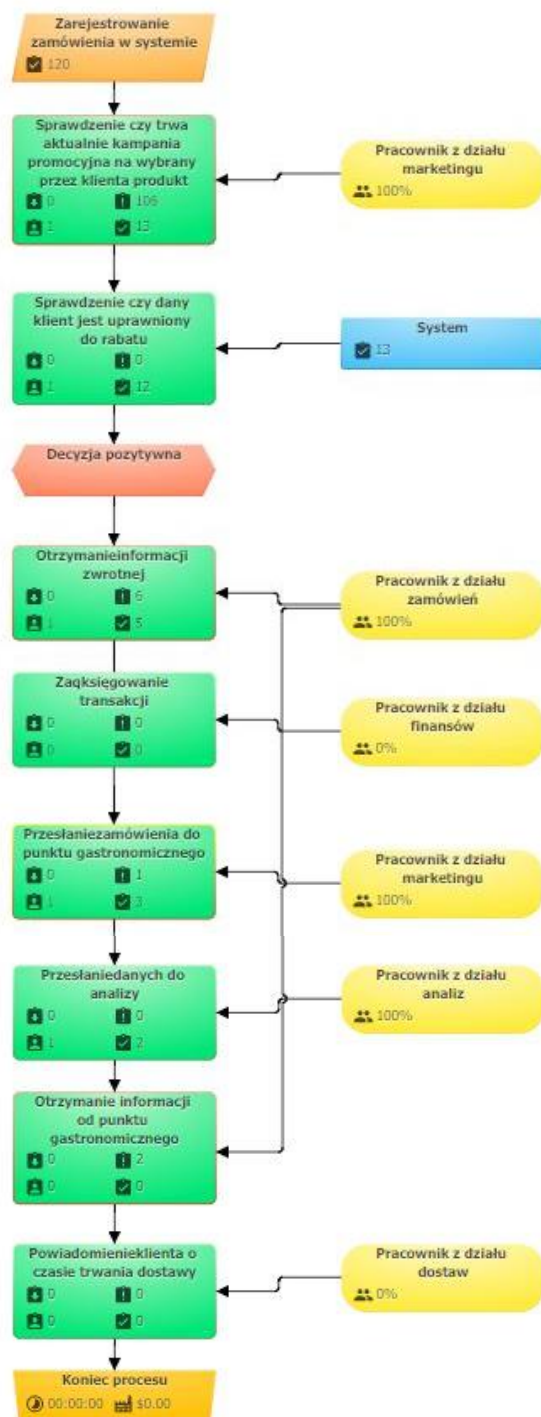 Zarejestrowanie
zamówienia w systemie
120
Sprawdzenie czy trwa
aktualnie kampania
promocyjna na wybrany
przez klienta produkt
0 106
1 13
Pracownik z działu
marketingu
100%
Sprawdzenie czy dany
klient jest uprawniony
do rabatu
0 0
1 12
System
13
Decyzja pozytywna
Otrzymanieinformacji
zwrotnej
0 6
1 5
Pracownik z działu
zamówień
100%
Zaqksięgowanie
transakcji
0 0
0 0
Pracownik z działu
finansów
0%
Przesłaniezamówienia do
punktu gastronomicznego
0 1
1 3
Pracownik z działu
marketingu
100%
Przesłaniedanych do
analizy
0 0
1 2
Pracownik z działu
analiz
100%
Otrzymanie informacji
od punktu
gastronomicznego
0 2
0 0
Powiadomienieklienta o
czasie trwania dostawy
0 0
0 0
Pracownik z działu
dostaw
0%
Koniec procesu
00:00:00 $0.00